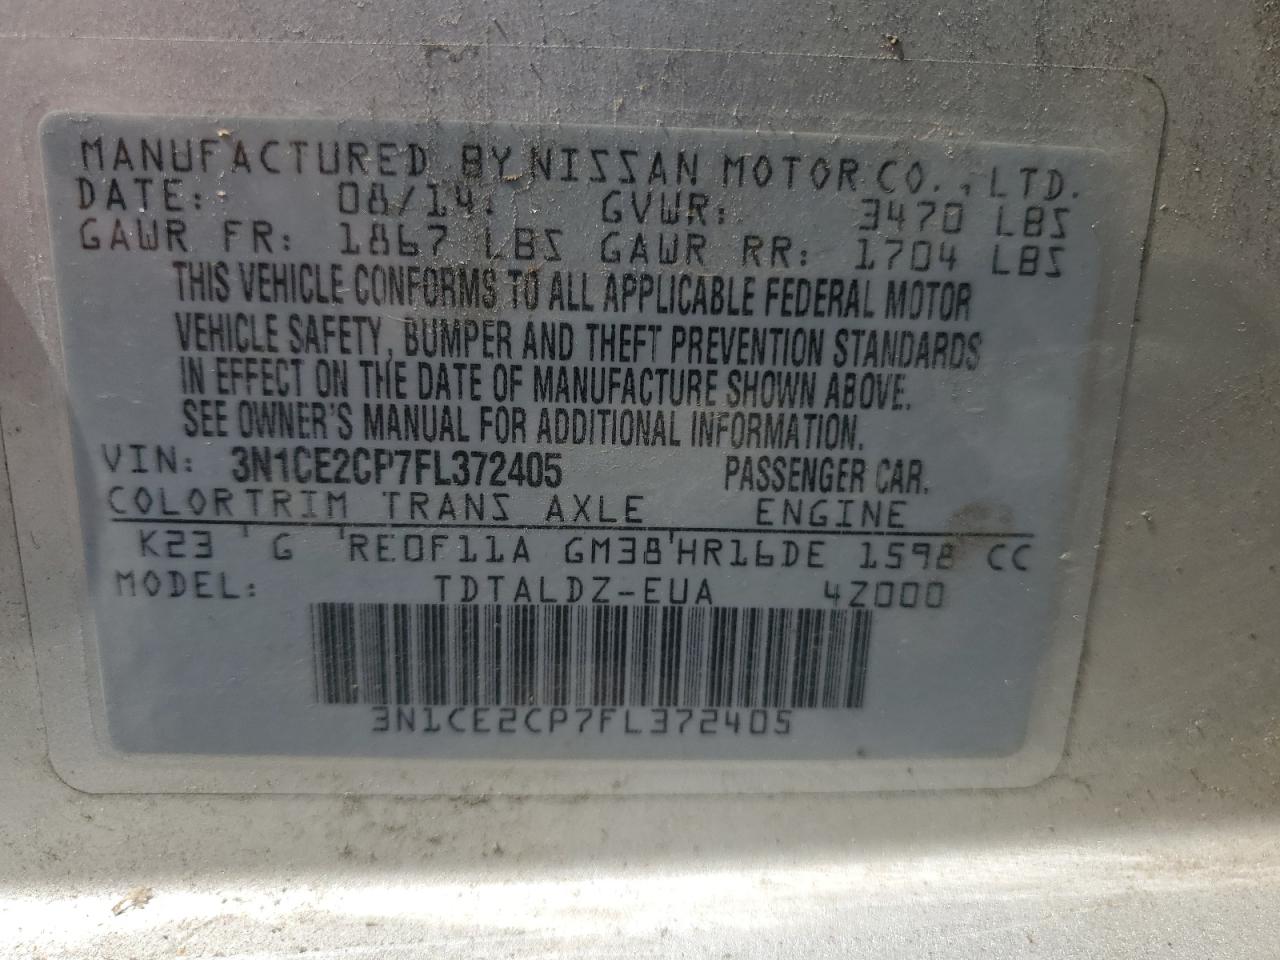 MANUFACTURED BY NISSAN MOTOR CO., LTD.
DATE: 08/14 GVWR: 3470 LBS
GAWR FR: 1867 LBS GAWR RR: 1704 LBS
THIS VEHICLE CONFORMS TO ALL APPLICABLE FEDERAL MOTOR
VEHICLE SAFETY, BUMPER AND THEFT PREVENTION STANDARDS
IN EFFECT ON THE DATE OF MANUFACTURE SHOWN ABOVE.
SEE OWNER'S MANUAL FOR ADDITIONAL INFORMATION.
VIN: 3N1CE2CP7FL372405 PASSENGER CAR.
COLOR TRIM TRANS AXLE ENGINE
K23 ' G 'RE0F11A GM38'HR16DE 1598 CC
MODEL: TDTALDZ-EUA 4Z000
3N1CE2CP7FL372405